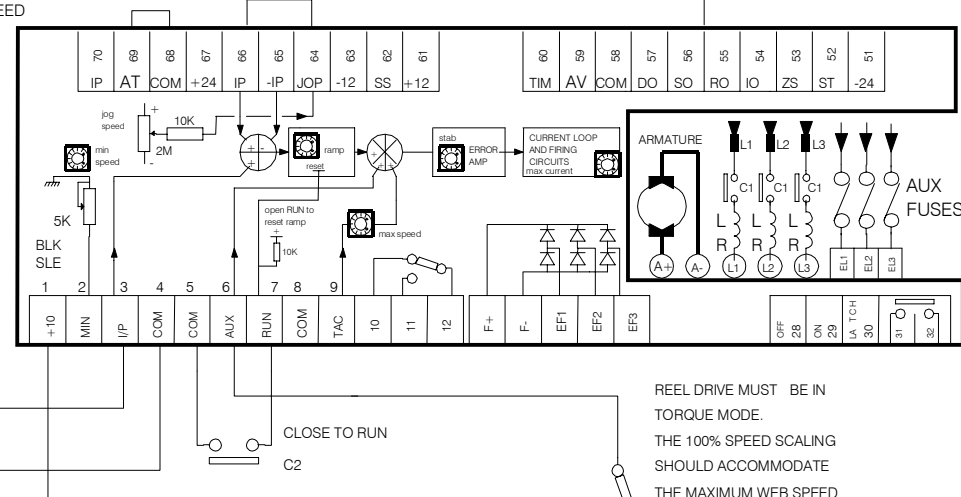 EED
70 69 68 67 66 65 64 63 62 61
IP AT COM +24 IP -IP JOP -12 SS +12
60 59 58 57 56 55 54 53 52 51
TIM AV COM DO SO RO IO ZS ST -24
jog
speed
+
10K
2M
-
min
speed
5K
BLK
SLE
+ -
+
ramp
reset
open RUN to
reset ramp
+
10K
+
+ +
max speed
stab
ERROR
AMP
CURRENT LOOP
AND FIRING
CIRCUITS
max current
ARMATURE
A+ A-
L1 L2 L3
C1 C1 C1
L L L
R R R
L1 L2 L3
AUX
FUSES
EL1 EL2 EL3
1 2 3 4 5 6 7 8 9
+10 MIN I/P COM COM AUX RUN COM TAC 10 11 12
F+ F- EF1 EF2 EF3
OFF 28
ON 29
LA TCH 30
31 32
CLOSE TO RUN
C2
REEL DRIVE MUST BE IN
TORQUE MODE.
THE 100% SPEED SCALING
SHOULD ACCOMMODATE
THE MAXIMUM WEB SPEED